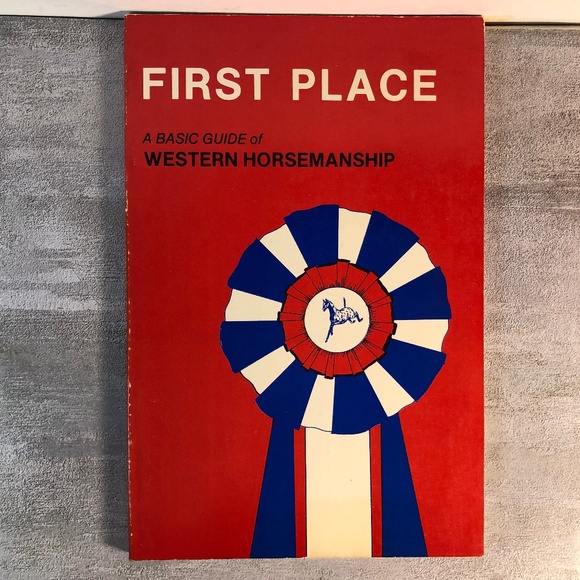 FIRST PLACE
A BASIC GUIDE of
WESTERN HORSEMANSHIP